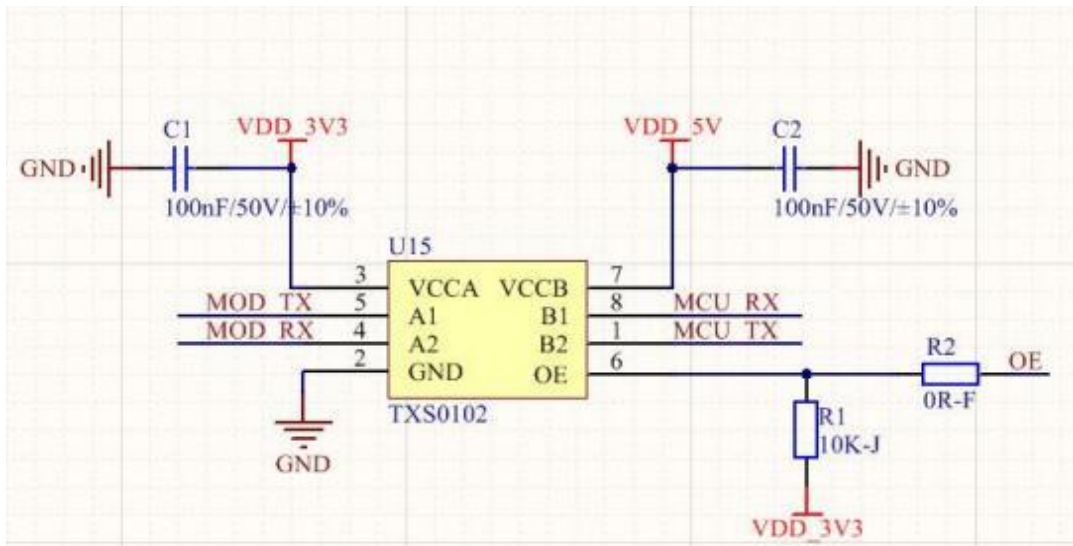 C1
VDD_3V3
VDD_5V
C2
GND
GND
100nF/50V/±10%
100nF/50V/±10%
U15
3
VCCA
VCCB
7
MOD_TX
5
A1
B1
8
MCU_RX
MOD_RX
4
A2
B2
1
MCU_TX
2
GND
OE
6
R2
OE
0R-F
TXS0102
R1
10K-J
GND
VDD_3V3